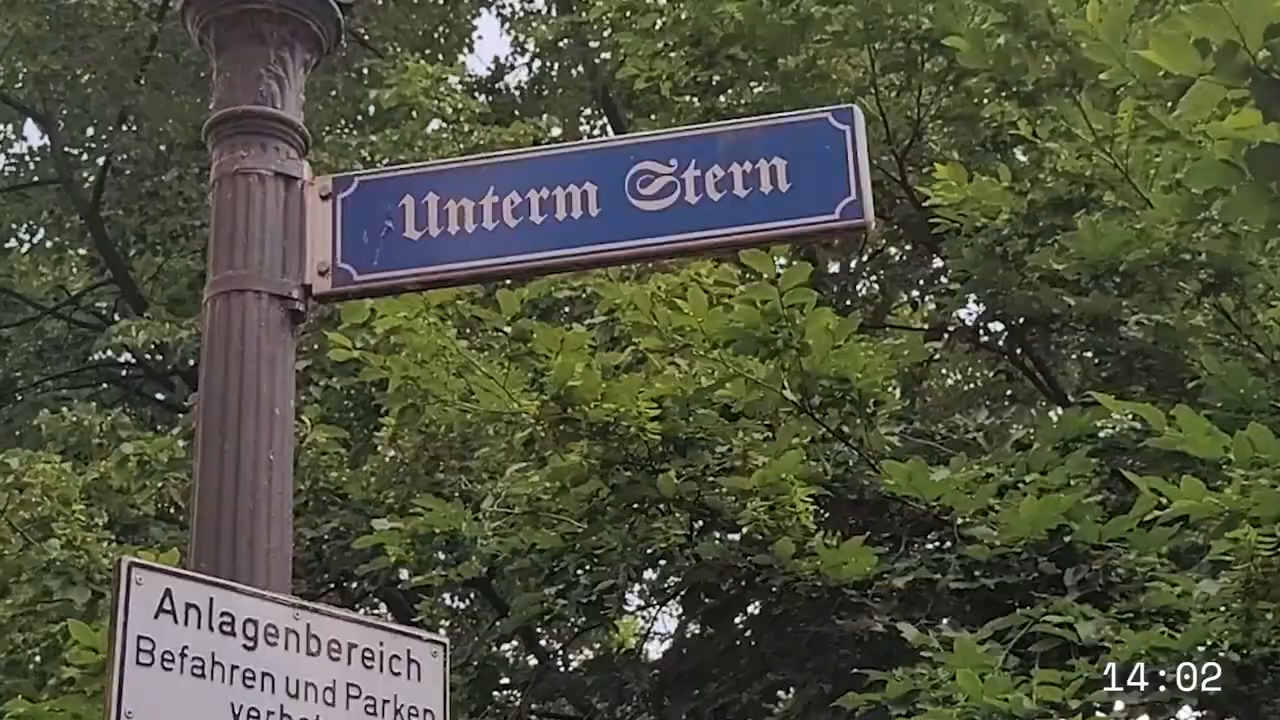 Unterm Stern
Anlagenbereich
Befahren und Parken
14:02